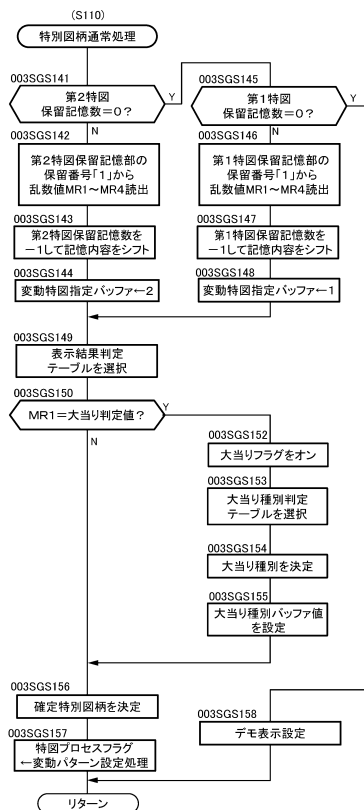 (S110)
特別図柄通常処理
003SGS141
第2特図
保留記憶数=0?
Y
N
003SGS142
第2特図保留記憶部の
保留番号「1」から
乱数値MR1~MR4読出
003SGS143
第2特図保留記憶数を
-1して記憶内容をシフト
003SGS144
変動特図指定バッファ←2
003SGS145
第1特図
保留記憶数=0?
Y
N
003SGS146
第1特図保留記憶部の
保留番号「1」から
乱数値MR1~MR4読出
003SGS147
第1特図保留記憶数を
-1して記憶内容をシフト
003SGS148
変動特図指定バッファ←1
003SGS149
表示結果判定
テーブルを選択
003SGS150
MR1=大当り判定値?
Y
N
003SGS152
大当りフラグをオン
003SGS153
大当り種別判定
テーブルを選択
003SGS154
大当り種別を決定
003SGS155
大当り種別バッファ値
を設定
003SGS156
確定特別図柄を決定
003SGS157
特図プロセスフラグ
←変動パターン設定処理
003SGS158
デモ表示設定
リターン